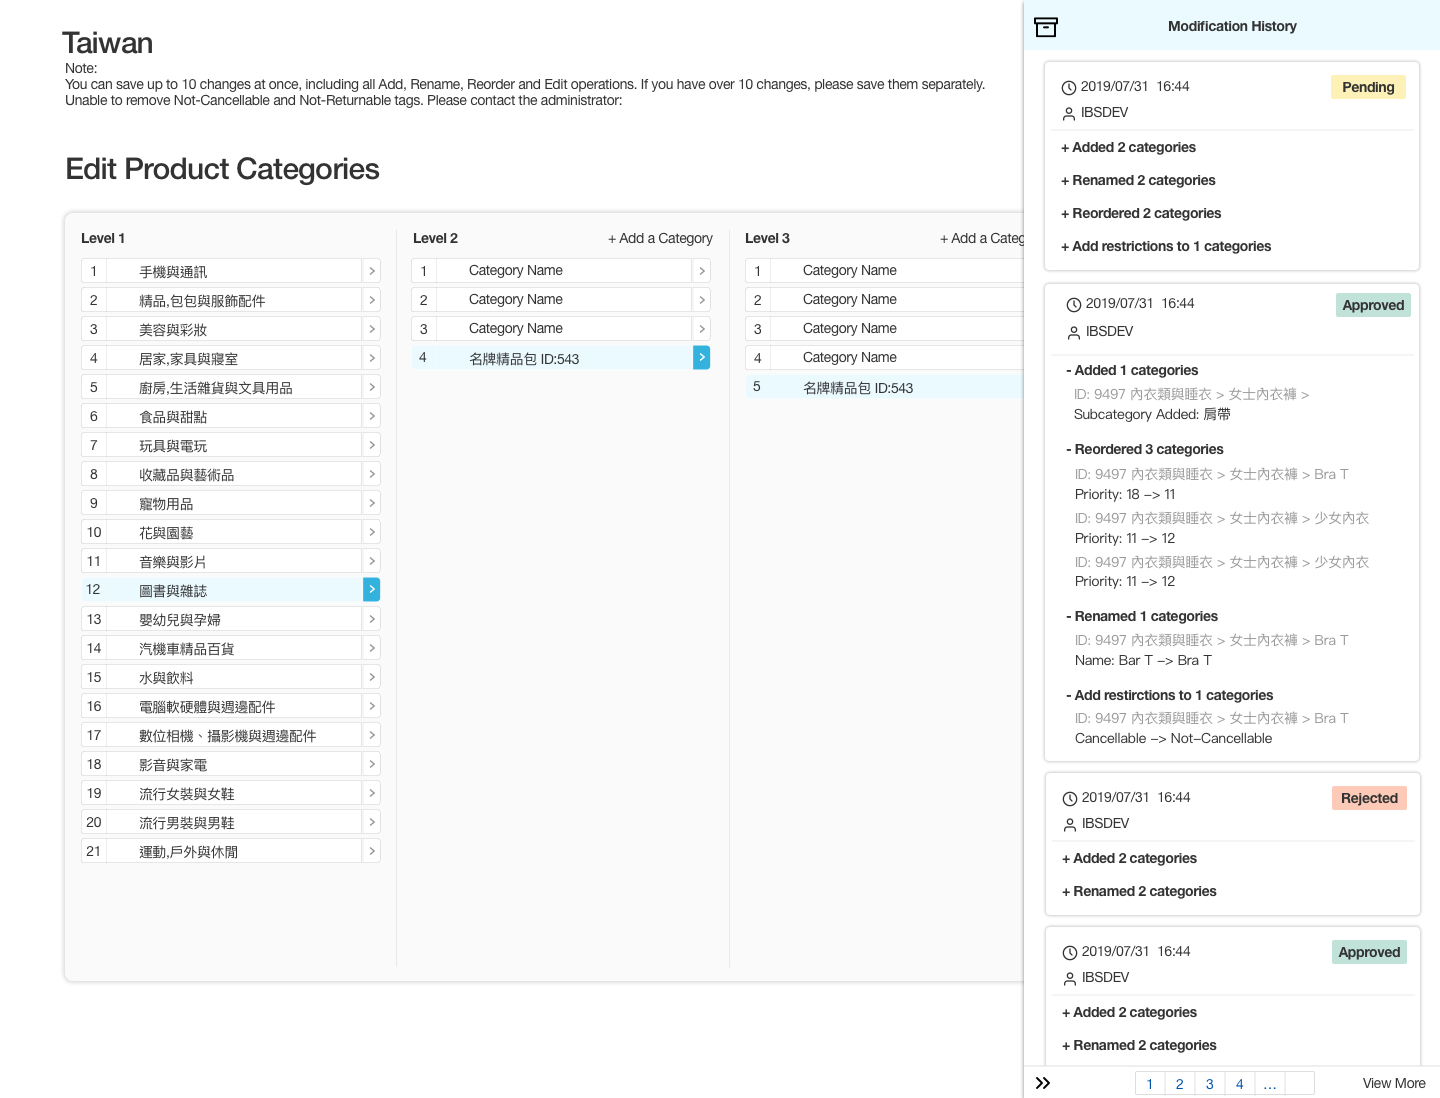 Taiwan
Note:
You can save up to 10 changes at once, including all Add, Rename, Reorder and Edit operations. If you have over 10 changes, please save them separately.
Unable to remove Not-Cancellable and Not-Returnable tags. Please contact the administrator:
Edit Product Categories
Level 1
1 手機與通訊
2 精品,包包與服飾配件
3 美容與彩妝
4 居家,家具與寢室
5 廚房,生活雜貨與文具用品
6 食品與甜點
7 玩具與電玩
8 收藏品與藝術品
9 寵物用品
10 花與園藝
11 音樂與影片
12 圖書與雜誌
13 嬰幼兒與孕婦
14 汽機車精品百貨
15 水與飲料
16 電腦軟硬體與週邊配件
17 數位相機、攝影機與週邊配件
18 影音與家電
19 流行女裝與女鞋
20 流行男裝與男鞋
21 運動,戶外與休閒
Level 2 + Add a Category
1 Category Name
2 Category Name
3 Category Name
4 名牌精品包 ID:543
Level 3 + Add a Categ
1 Category Name
2 Category Name
3 Category Name
4 Category Name
5 名牌精品包 ID:543
Modification History
2019/07/31 16:44 Pending
IBSDEV
+ Added 2 categories
+ Renamed 2 categories
+ Reordered 2 categories
+ Add restrictions to 1 categories
2019/07/31 16:44 Approved
IBSDEV
- Added 1 categories
ID: 9497 內衣類與睡衣 > 女士內衣褲 >
Subcategory Added: 肩帶
- Reordered 3 categories
ID: 9497 內衣類與睡衣 > 女士內衣褲 > Bra T
Priority: 18 -> 11
ID: 9497 內衣類與睡衣 > 女士內衣褲 > 少女內衣
Priority: 11 -> 12
ID: 9497 內衣類與睡衣 > 女士內衣褲 > 少女內衣
Priority: 11 -> 12
- Renamed 1 categories
ID: 9497 內衣類與睡衣 > 女士內衣褲 > Bra T
Name: Bar T -> Bra T
- Add restirctions to 1 categories
ID: 9497 內衣類與睡衣 > 女士內衣褲 > Bra T
Cancellable -> Not-Cancellable
2019/07/31 16:44 Rejected
IBSDEV
+ Added 2 categories
+ Renamed 2 categories
2019/07/31 16:44 Approved
IBSDEV
+ Added 2 categories
+ Renamed 2 categories
1 2 3 4 ... View More